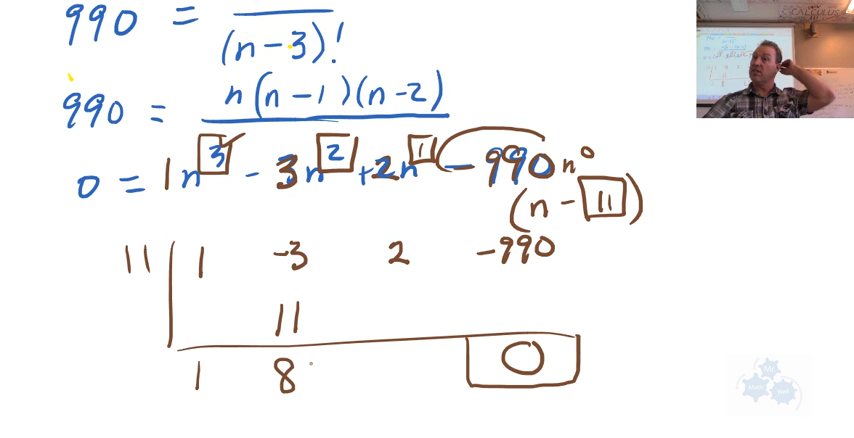 990 =
(n-3)!
990 = n(n-1)(n-2)
0 = 1n³ - 3n² + 2n¹ - 990n⁰
(n - 11)
11 1 -3 2 -990
11
1 8 0